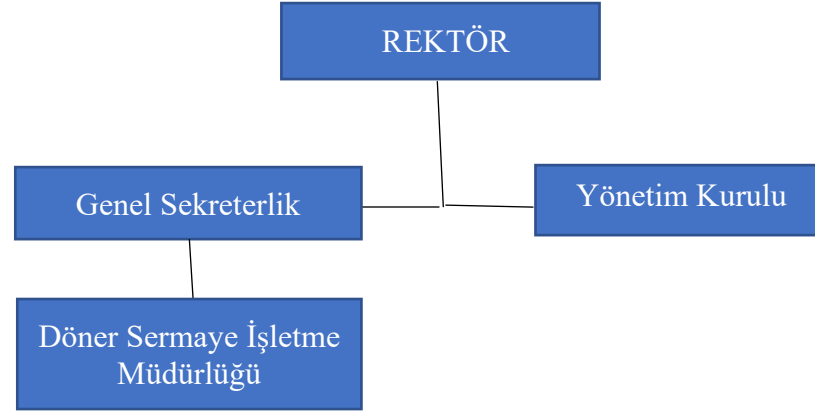 REKTÖR
Genel Sekreterlik
Yönetim Kurulu
Döner Sermaye İşletme
Müdürlüğü